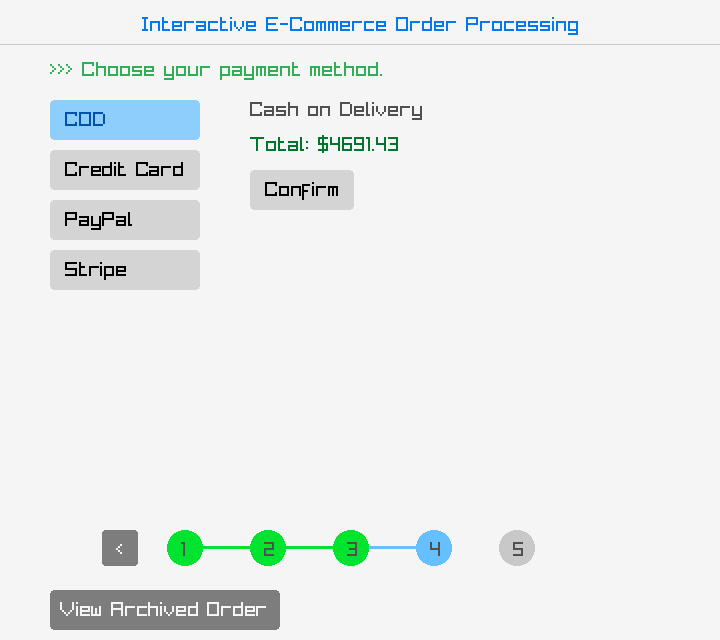 Interactive E-Commerce Order Processing
>>> Choose your payment method.
COD
Credit Card
PayPal
Stripe
Cash on Delivery
Total: $4691.43
Confirm
< 1 2 3 4 5
View Archived Order